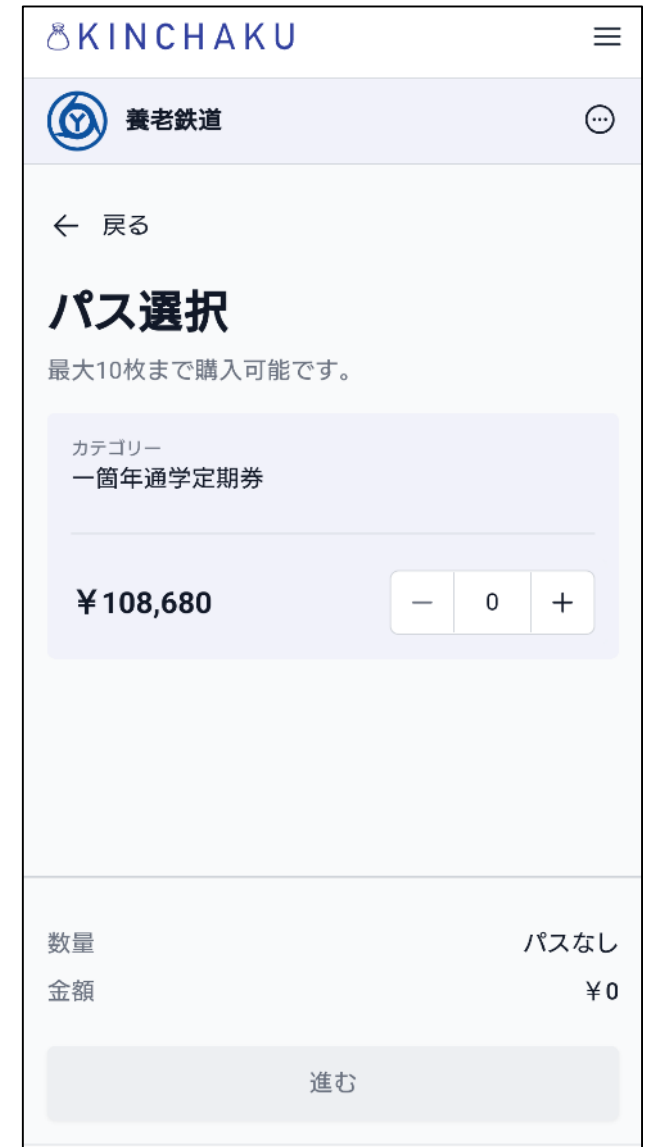 KINCHAKU
養老鉄道
← 戻る
パス選択
最大10枚まで購入可能です。
カテゴリー
一箇年通学定期券
¥108,680 − 0 +
数量 パスなし
金額 ¥0
進む